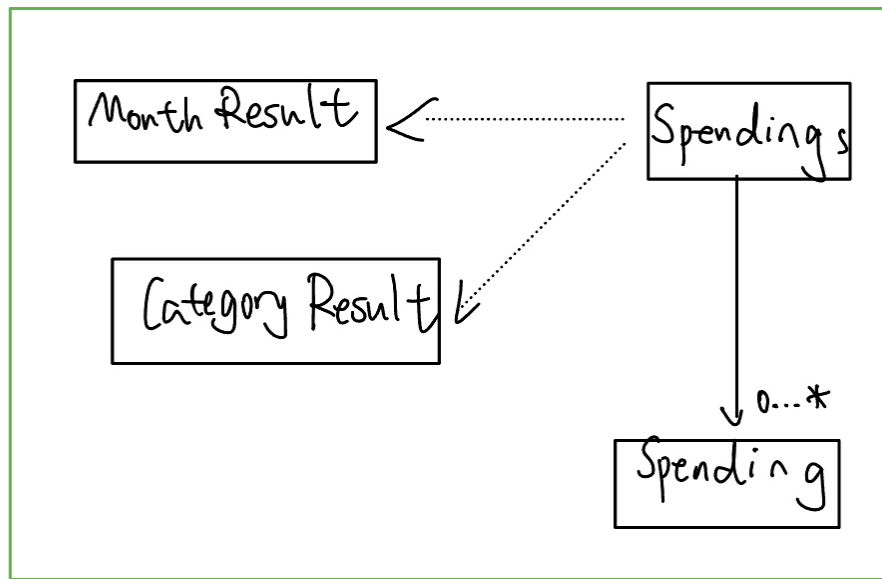 Month Result
Spendings
Category Result
0...*
Spending